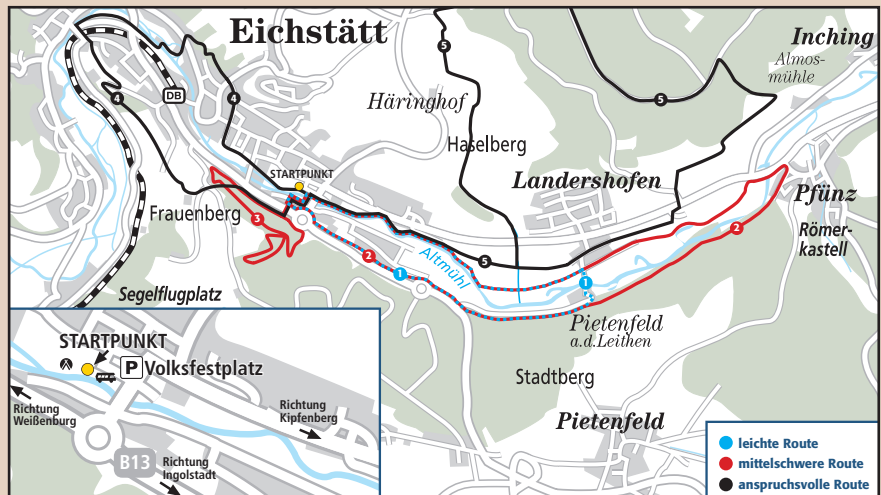 Eichstätt
Inching
Almos-
mühle
5
5
DB
4
4
Häringhof
Haselberg
STARTPUNKT
Landershofen
Pfünz
Römer-
kastell
Frauenberg
3
2
1
Altmühl
5
1
2
Segelflugplatz
Pietenfeld
a.d.Leithen
Stadtberg
Pietenfeld
STARTPUNKT
P Volksfestplatz
Richtung
Weißenburg
Richtung
Kipfenberg
B13
Richtung
Ingolstadt
leichte Route
mittelschwere Route
anspruchsvolle Route